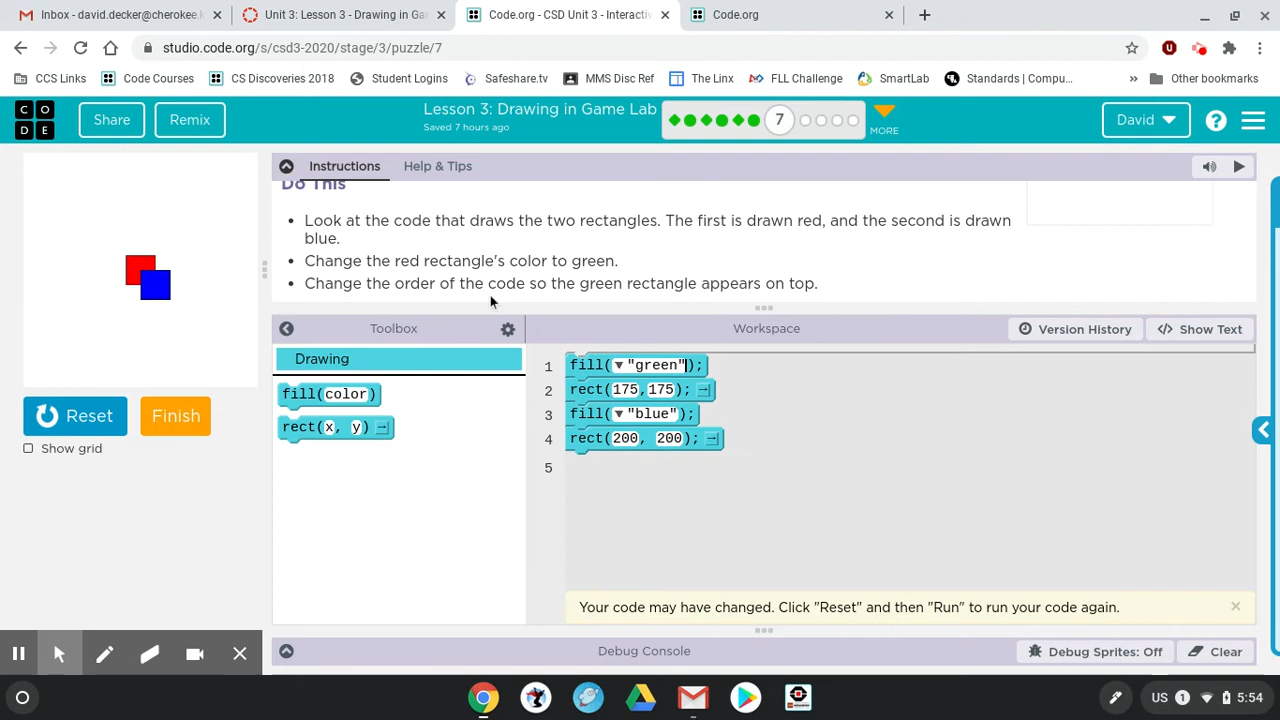 Inbox - david.decker@cherokee.k
Unit 3: Lesson 3 - Drawing in Ga
Code.org - CSD Unit 3 - Interactiv
Code.org
studio.code.org/s/csd3-2020/stage/3/puzzle/7
CCS Links
Code Courses
CS Discoveries 2018
Student Logins
Safeshare.tv
MMS Disc Ref
The Linx
FLL Challenge
SmartLab
Standards | Compu...
»
Other bookmarks
C O
D E
Share
Remix
Lesson 3: Drawing in Game Lab
Saved 7 hours ago
7
MORE
David
?
Instructions
Help & Tips
Do This
• Look at the code that draws the two rectangles. The first is drawn red, and the second is drawn
blue.
• Change the red rectangle's color to green.
• Change the order of the code so the green rectangle appears on top.
Toolbox
Workspace
Version History
</> Show Text
Drawing
fill(color)
rect(x, y)
1 fill("green");
2 rect(175,175);
3 fill("blue");
4 rect(200, 200);
5
Reset
Finish
Show grid
Your code may have changed. Click "Reset" and then "Run" to run your code again.
Debug Console
Debug Sprites: Off
Clear
US
1
5:54